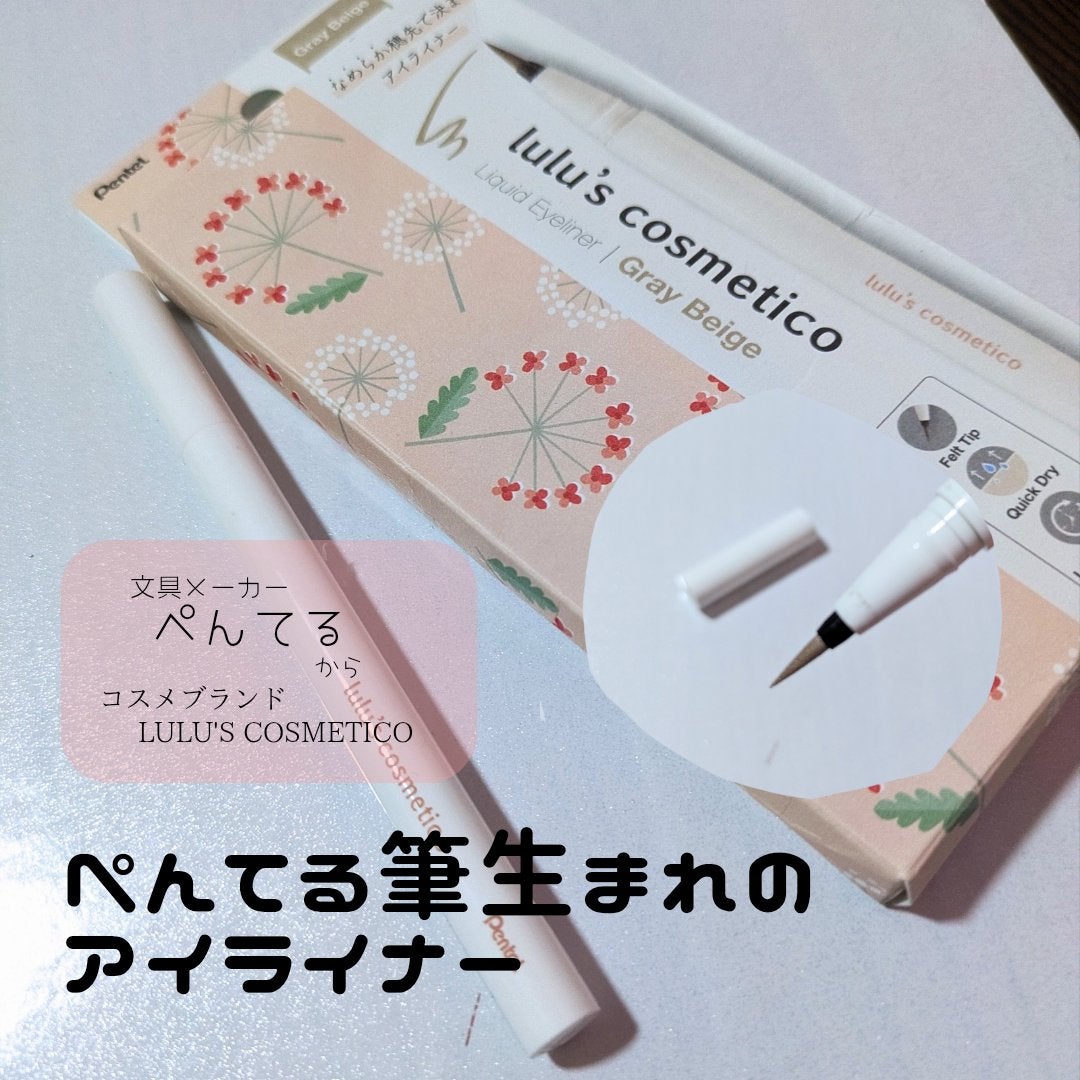 Gray Beige
なめらか穂先で決ま
アイライナー
Pentel
lulu's cosmetico
Liquid Eyeliner | Gray Beige
lulu's cosmetico
Felt Tip
Quick Dry
文具メーカー
ぺんてる
から
コスメブランド
LULU'S COSMETICO
lulu's cosmetico
Pentel
ぺんてる筆生まれの
アイライナー